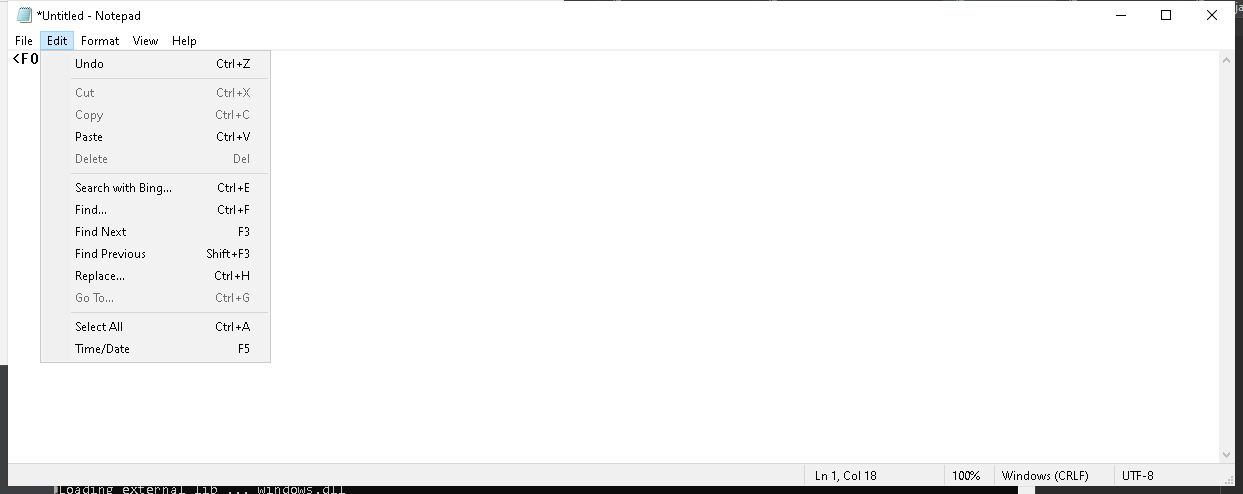 *Untitled - Notepad
File Edit Format View Help
<FO
Undo Ctrl+Z
Cut Ctrl+X
Copy Ctrl+C
Paste Ctrl+V
Delete Del
Search with Bing... Ctrl+E
Find... Ctrl+F
Find Next F3
Find Previous Shift+F3
Replace... Ctrl+H
Go To... Ctrl+G
Select All Ctrl+A
Time/Date F5
Ln 1, Col 18 100% Windows (CRLF) UTF-8
Loading external lib ... windows.dll